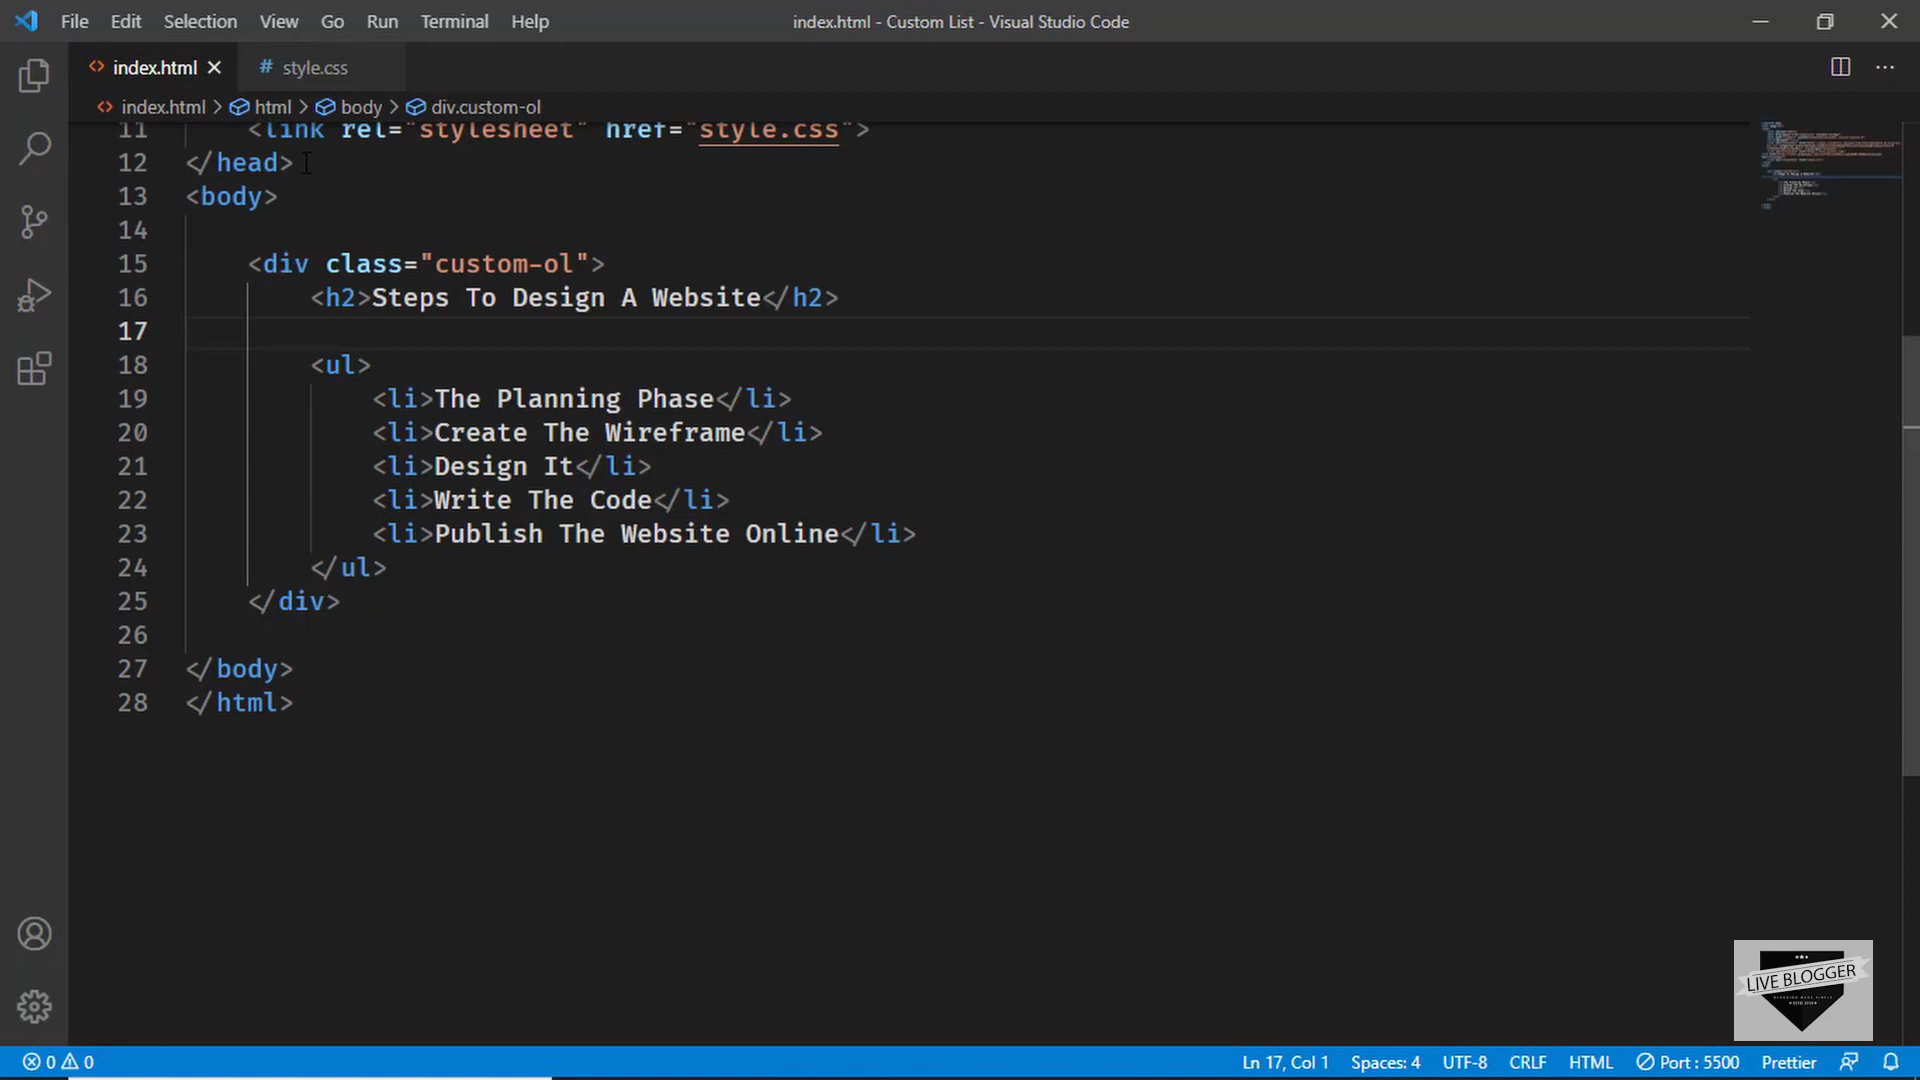 File Edit Selection View Go Run Terminal Help index.html - Custom List - Visual Studio Code
index.html style.css
index.html > html > body > div.custom-ol
11 <link rel="stylesheet" href="style.css">
12 </head>
13 <body>
14
15 <div class="custom-ol">
16 <h2>Steps To Design A Website</h2>
17
18 <ul>
19 <li>The Planning Phase</li>
20 <li>Create The Wireframe</li>
21 <li>Design It</li>
22 <li>Write The Code</li>
23 <li>Publish The Website Online</li>
24 </ul>
25 </div>
26
27 </body>
28 </html>
LIVE BLOGGER
0 0 Ln 17, Col 1 Spaces: 4 UTF-8 CRLF HTML Port : 5500 Prettier